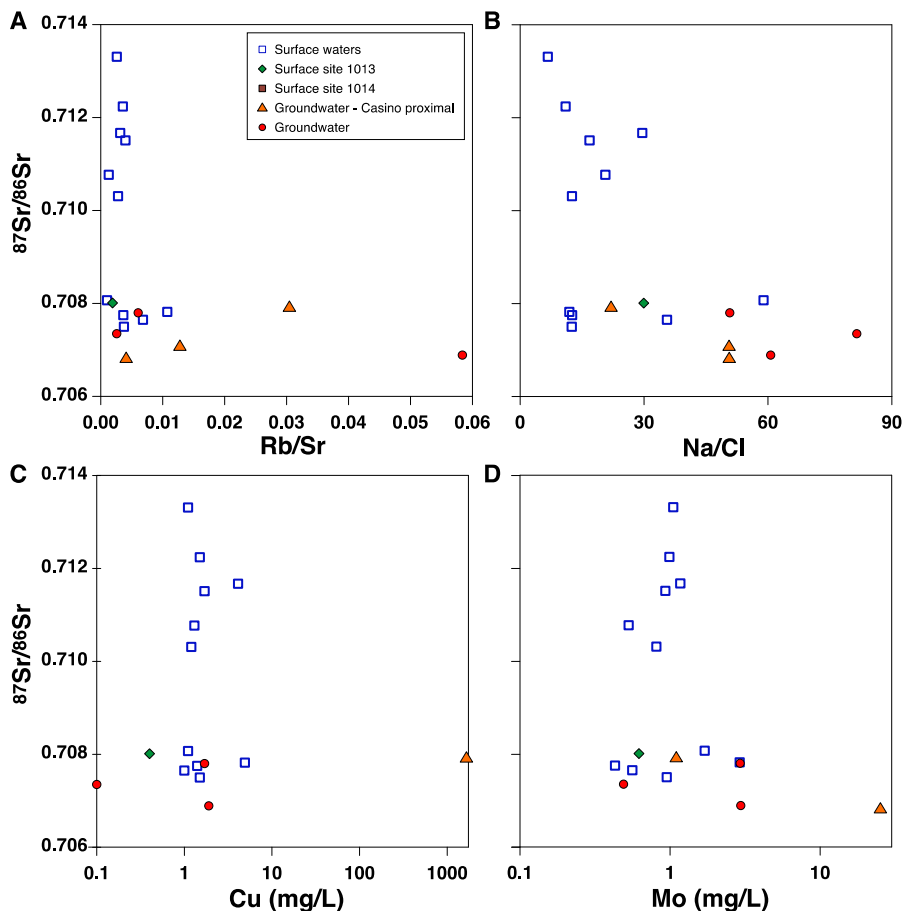 A
B
0.714
0.712
0.710
0.708
0.706
87Sr/86Sr
Surface waters
Surface site 1013
Surface site 1014
Groundwater - Casino proximal
Groundwater
0.00 0.01 0.02 0.03 0.04 0.05 0.06
Rb/Sr
0 30 60 90
Na/Cl
C
D
0.714
0.712
0.710
0.708
0.706
87Sr/86Sr
0.1 1 10 100 1000
Cu (mg/L)
0.1 1 10
Mo (mg/L)